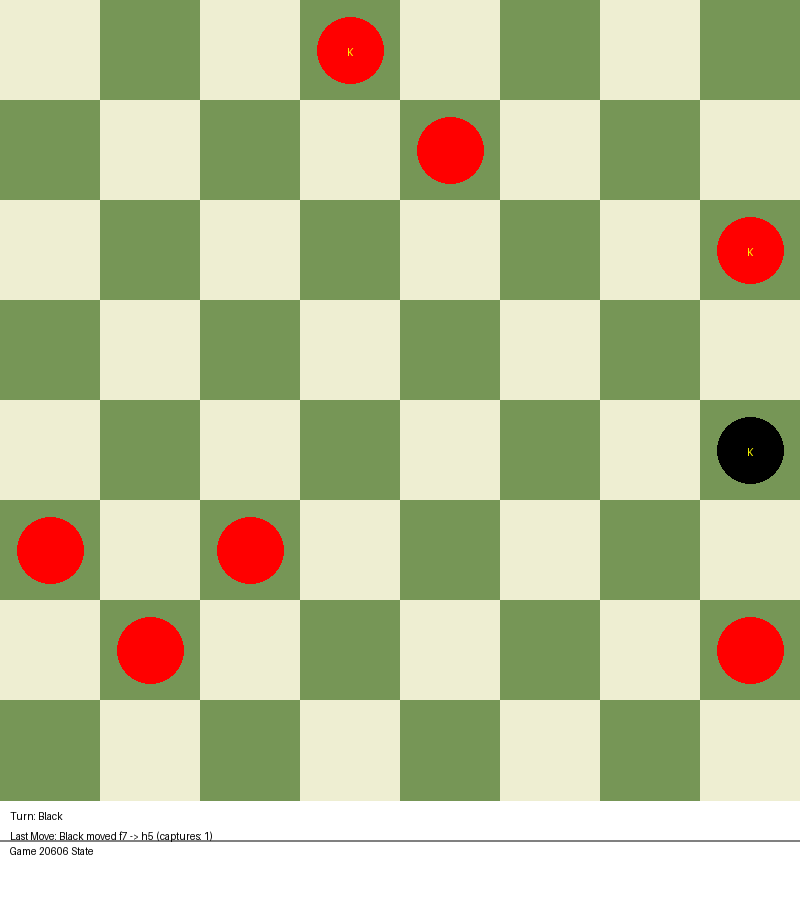 K
K
K
Turn: Black
Last Move: Black moved f7 -> h5 (captures: 1)
Game 20606 State